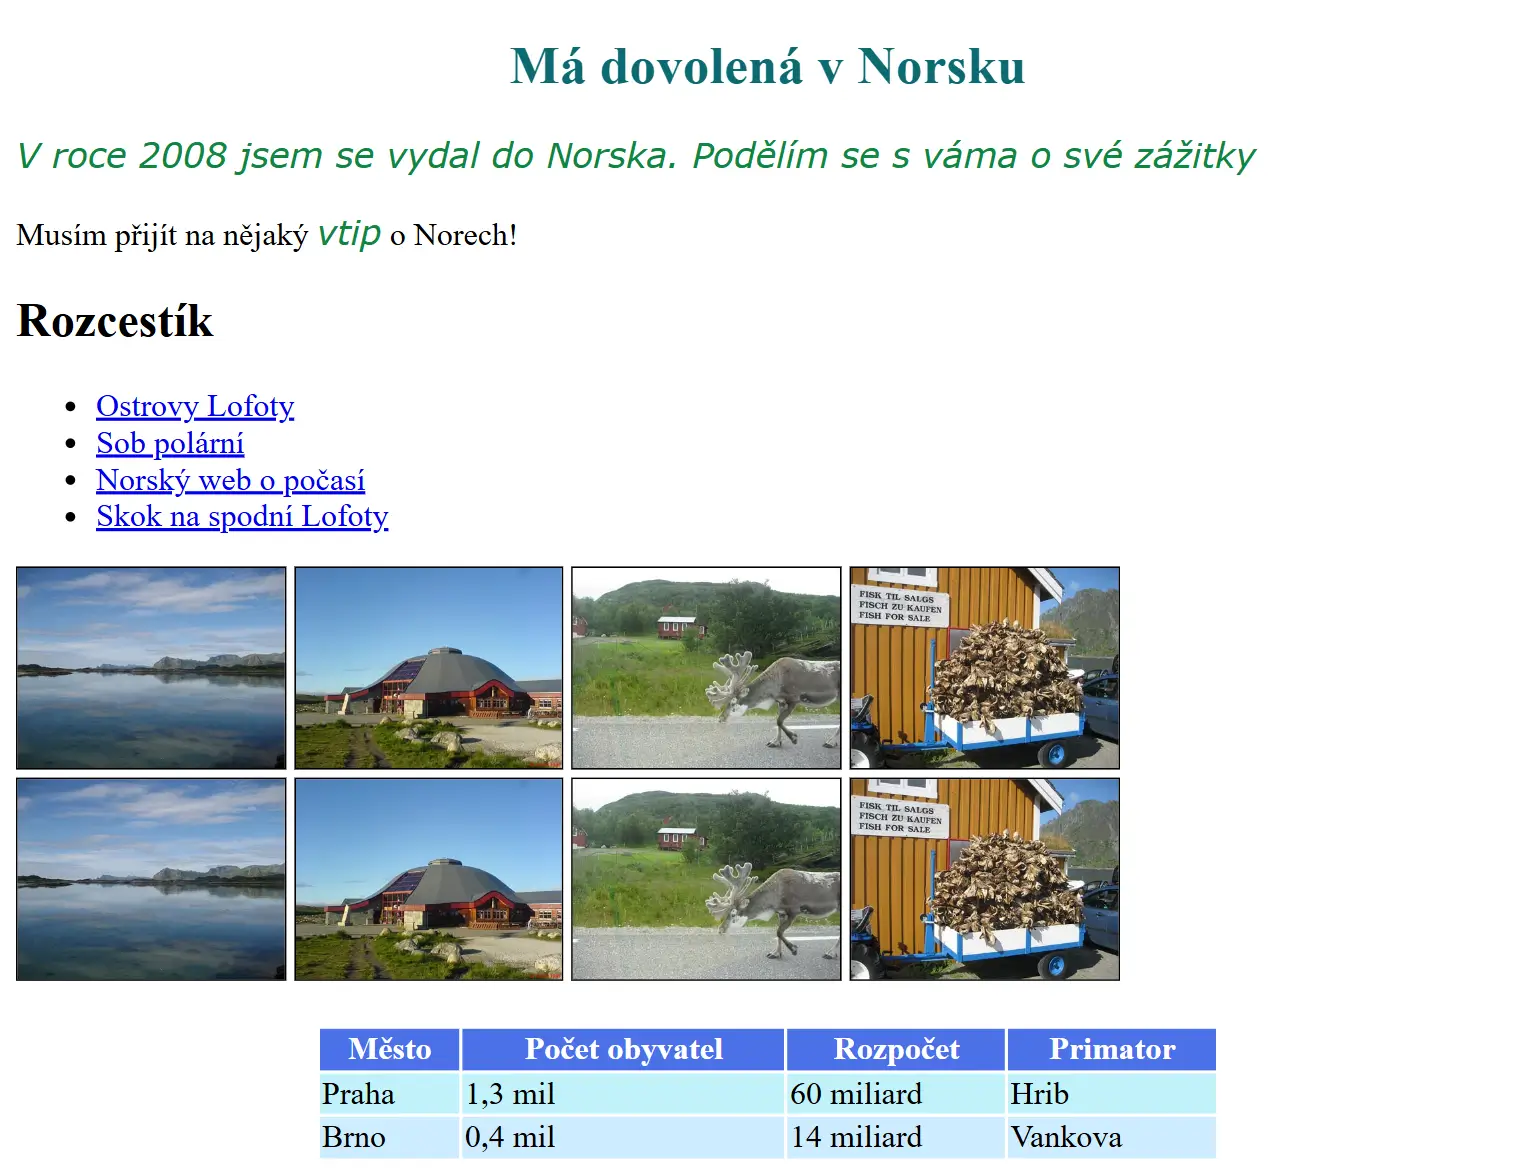 Má dovolená v Norsku
V roce 2008 jsem se vydal do Norska. Podělím se s váma o své zážitky
Musím přijít na nějaký vtip o Norech!
Rozcestík
Ostrovy Lofoty
Sob polární
Norský web o počasí
Skok na spodní Lofoty
FISK TIL SALGS
FISCH ZU KAUFEN
FISH FOR SALE
FISK TIL SALGS
FISCH ZU KAUFEN
FISH FOR SALE
Město Počet obyvatel Rozpočet Primator
Praha 1,3 mil 60 miliard Hrib
Brno 0,4 mil 14 miliard Vankova